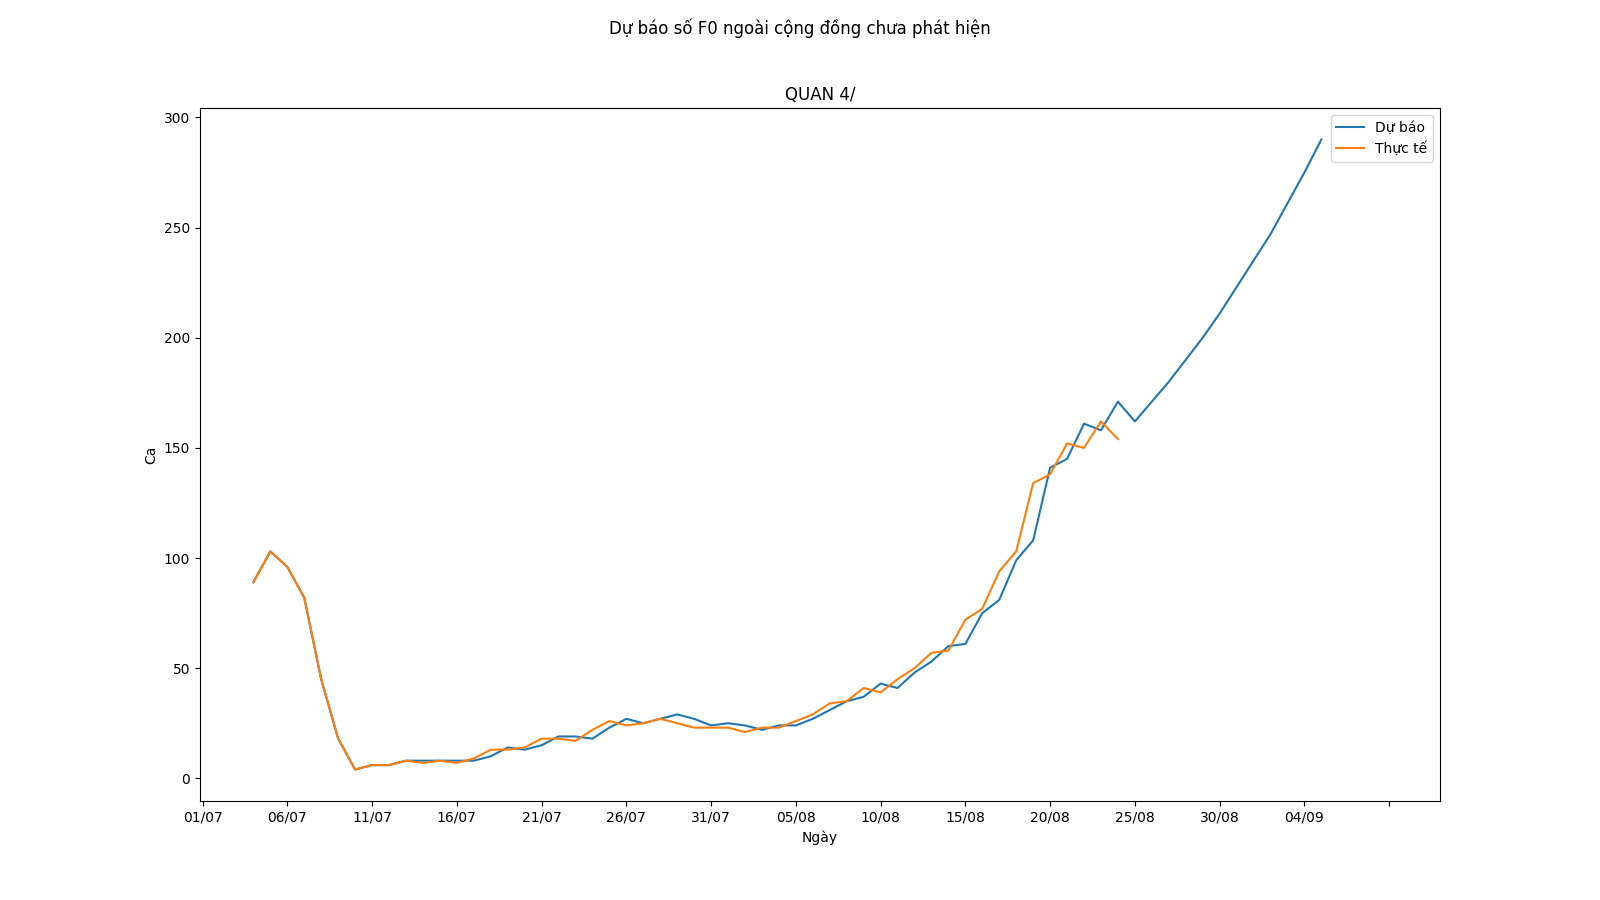 Dự báo số F0 ngoài cộng đồng chưa phát hiện
QUAN 4/
Dự báo
Thực tế
300
250
200
150
100
50
0
Ca
01/07 06/07 11/07 16/07 21/07 26/07 31/07 05/08 10/08 15/08 20/08 25/08 30/08 04/09
Ngày